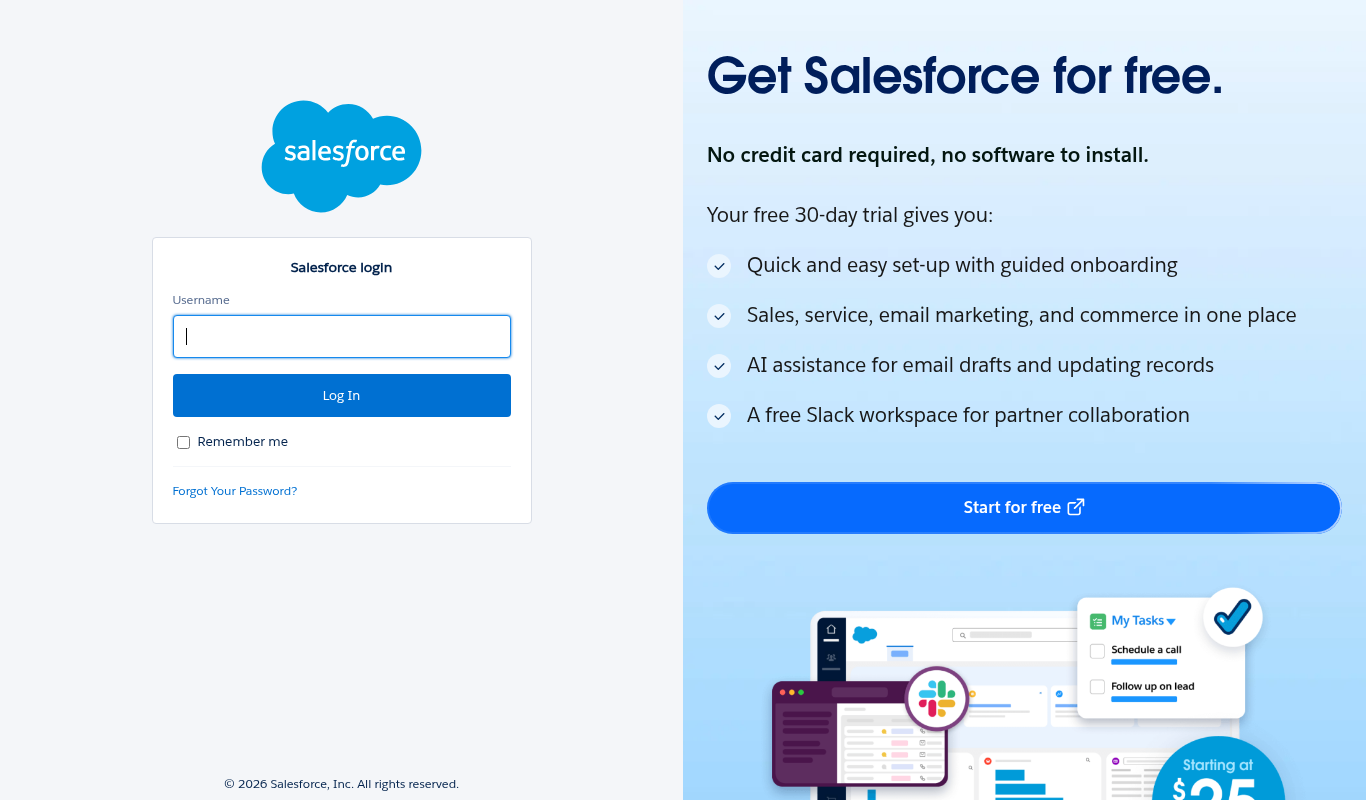 salesforce
Salesforce login
Username
Log In
Remember me
Forgot Your Password?
© 2026 Salesforce, Inc. All rights reserved.
Get Salesforce for free.
No credit card required, no software to install.
Your free 30-day trial gives you:
Quick and easy set-up with guided onboarding
Sales, service, email marketing, and commerce in one place
AI assistance for email drafts and updating records
A free Slack workspace for partner collaboration
Start for free
My Tasks
Schedule a call
Follow up on lead
Starting at
$25